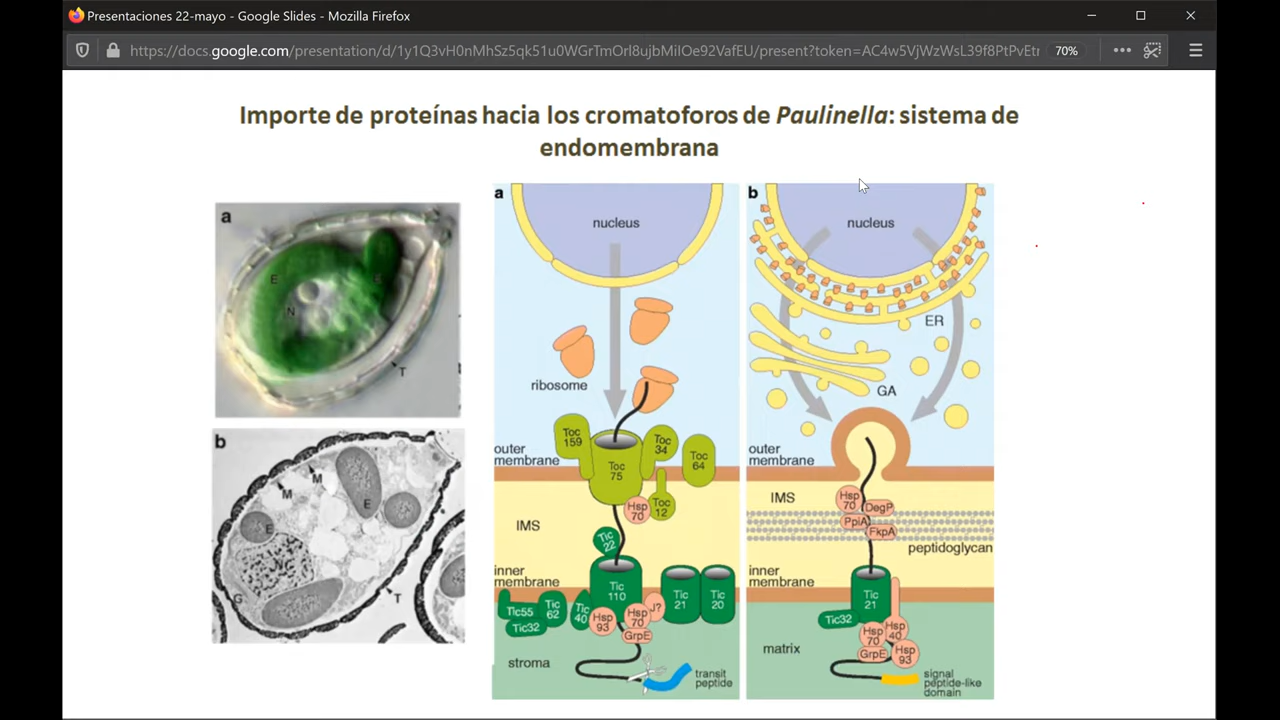 Presentaciones 22-mayo - Google Slides - Mozilla Firefox
https://docs.google.com/presentation/d/1y1Q3vH0nMhSz5qk51u0WGrTmOrI8ujbMiIOe92VafEU/present?token=AC4w5VjWzWsL39f8PtPvEtr
70%
Importe de proteínas hacia los cromatoforos de Paulinella: sistema de
endomembrana
a
E
N
T
b
M
M
E
E
G
T
a
nucleus
ribosome
Toc
159
Toc
75
Toc
34
Toc
64
outer
membrane
Hsp
70
Toc
12
IMS
Tic
22
inner
membrane
Tic
110
Tic
21
Tic
20
Tic55
Tic
62
Tic32
Tic
40
Hsp
93
Hsp
70
J?
GrpE
stroma
transit
peptide
b
nucleus
ER
GA
outer
membrane
IMS
Hsp
70
DegP
PpiA
FkpA
peptidoglycan
inner
membrane
Tic
21
Tic32
Hsp
70
Hsp
40
GrpE
Hsp
93
matrix
signal
peptide-like
domain